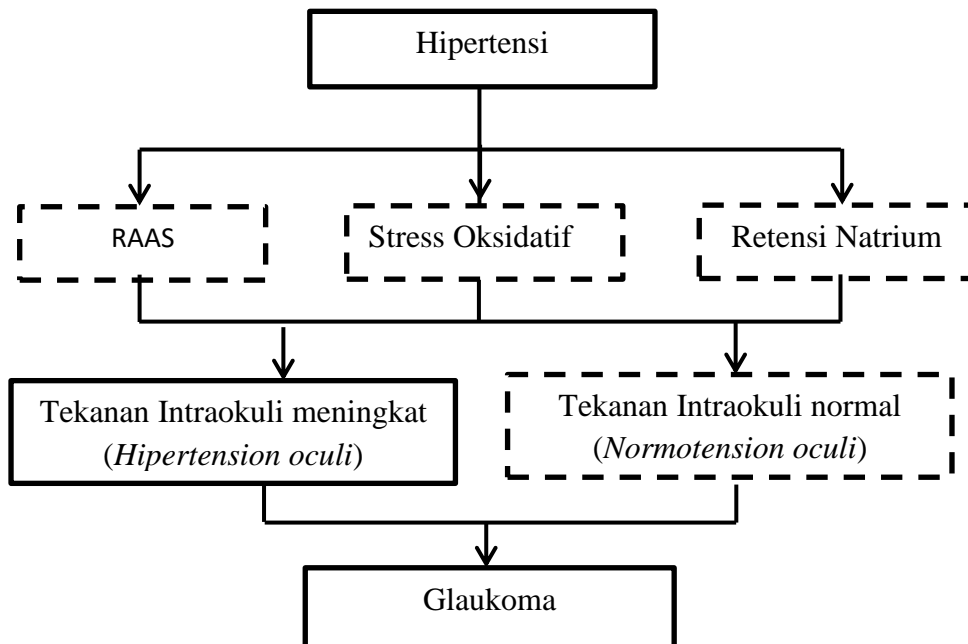 Hipertensi
RAAS
Stress Oksidatif
Retensi Natrium
Tekanan Intraokuli meningkat
(Hipertension oculi)
Tekanan Intraokuli normal
(Normotension oculi)
Glaukoma